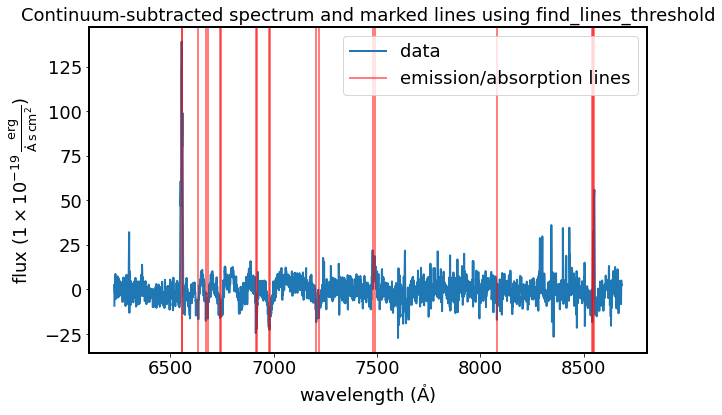 Continuum-subtracted spectrum and marked lines using find_lines_threshold
data
emission/absorption lines
flux (1 × 10⁻¹⁹ erg / Å s cm²)
125
100
75
50
25
0
−25
6500 7000 7500 8000 8500
wavelength (Å)